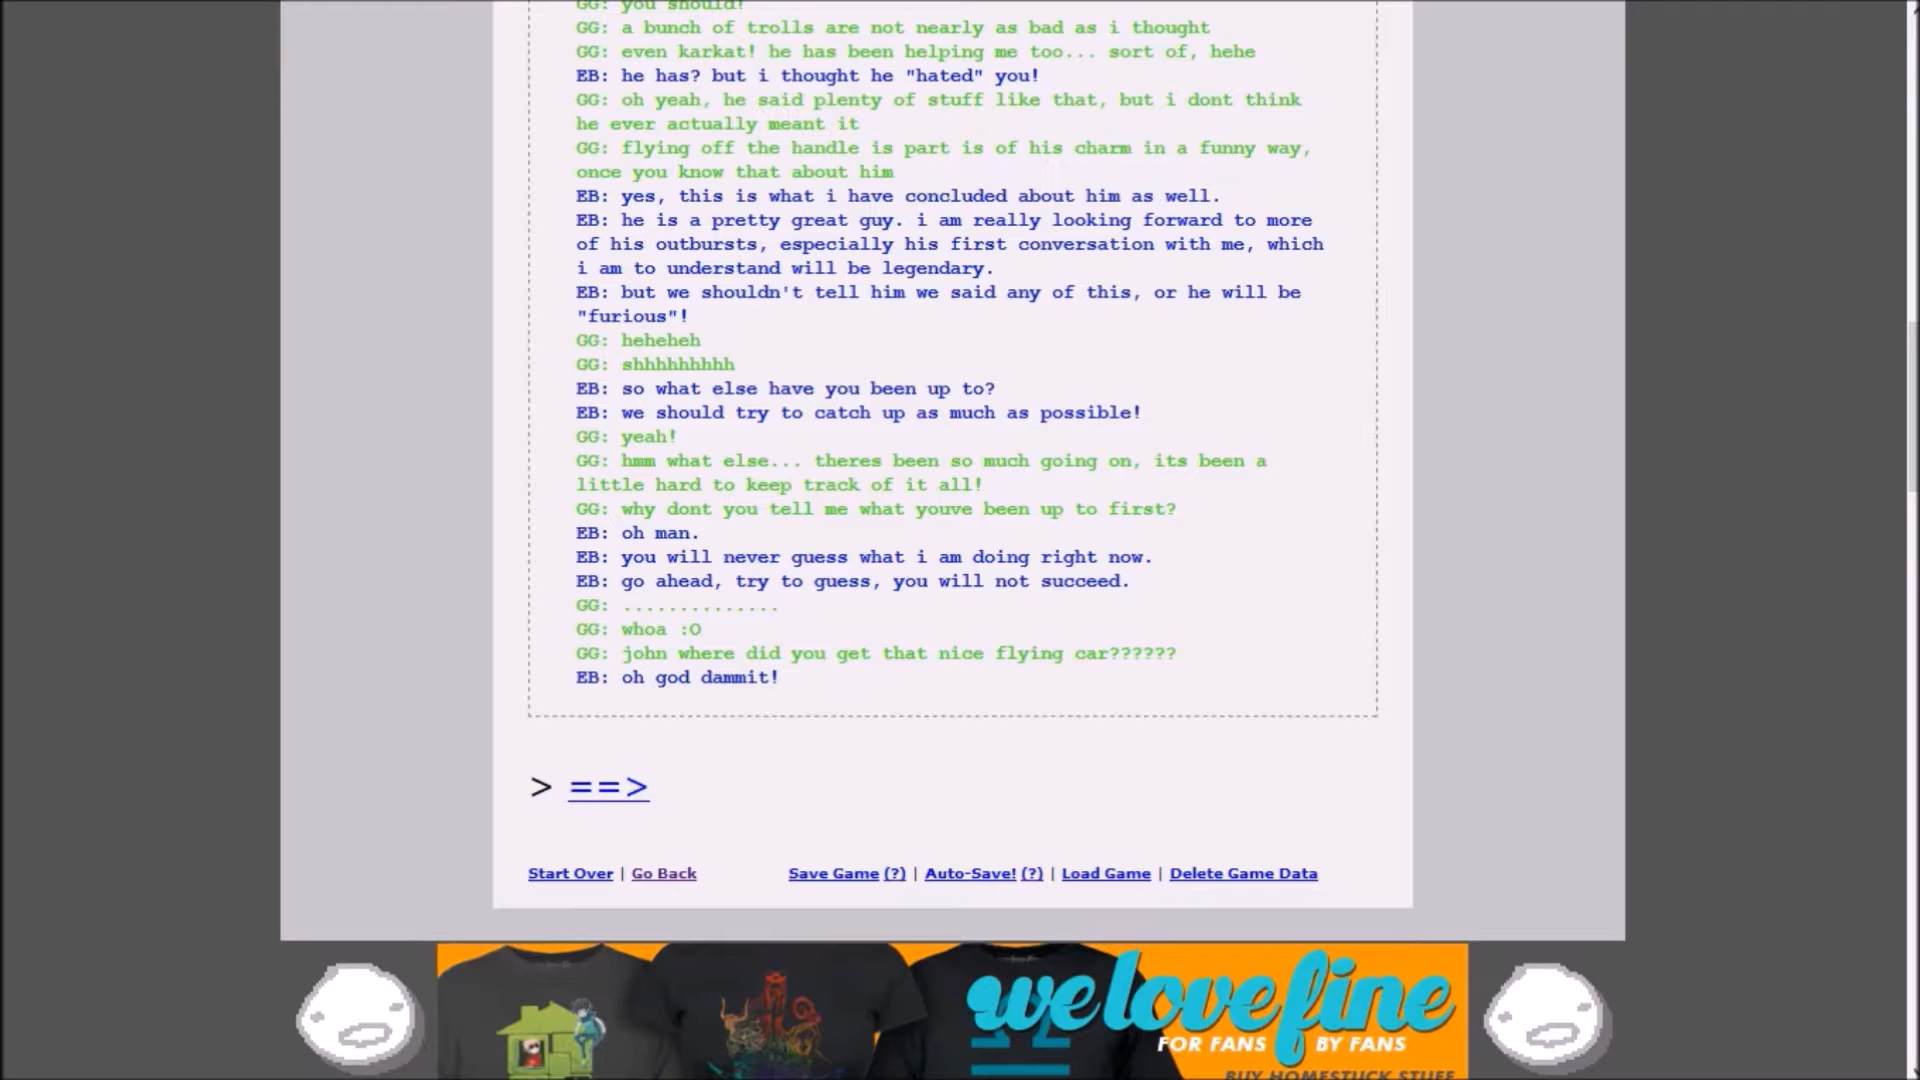 GG: you should!
GG: a bunch of trolls are not nearly as bad as i thought
GG: even karkat! he has been helping me too... sort of, hehe
EB: he has? but i thought he "hated" you!
GG: oh yeah, he said plenty of stuff like that, but i dont think
he ever actually meant it
GG: flying off the handle is part is of his charm in a funny way,
once you know that about him
EB: yes, this is what i have concluded about him as well.
EB: he is a pretty great guy. i am really looking forward to more
of his outbursts, especially his first conversation with me, which
i am to understand will be legendary.
EB: but we shouldn't tell him we said any of this, or he will be
"furious"!
GG: heheheh
GG: shhhhhhhhh
EB: so what else have you been up to?
EB: we should try to catch up as much as possible!
GG: yeah!
GG: hmm what else... theres been so much going on, its been a
little hard to keep track of it all!
GG: why dont you tell me what youve been up to first?
EB: oh man.
EB: you will never guess what i am doing right now.
EB: go ahead, try to guess, you will not succeed.
GG: ..............
GG: whoa :O
GG: john where did you get that nice flying car??????
EB: oh god dammit!
> ==>
Start Over | Go Back Save Game (?) | Auto-Save! (?) | Load Game | Delete Game Data
welovefine
FOR FANS BY FANS
BUY HOMESTUCK STUFF